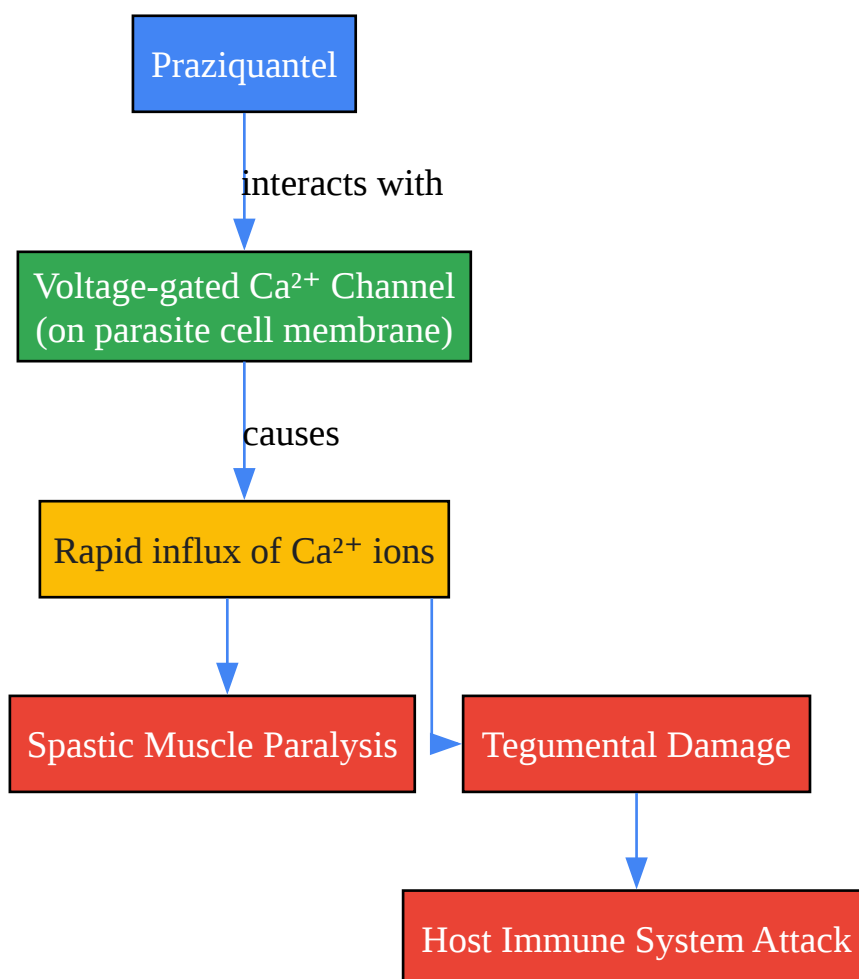 Praziquantel
interacts with
Voltage-gated Ca²⁺ Channel
(on parasite cell membrane)
causes
Rapid influx of Ca²⁺ ions
Spastic Muscle Paralysis
Tegumental Damage
Host Immune System Attack